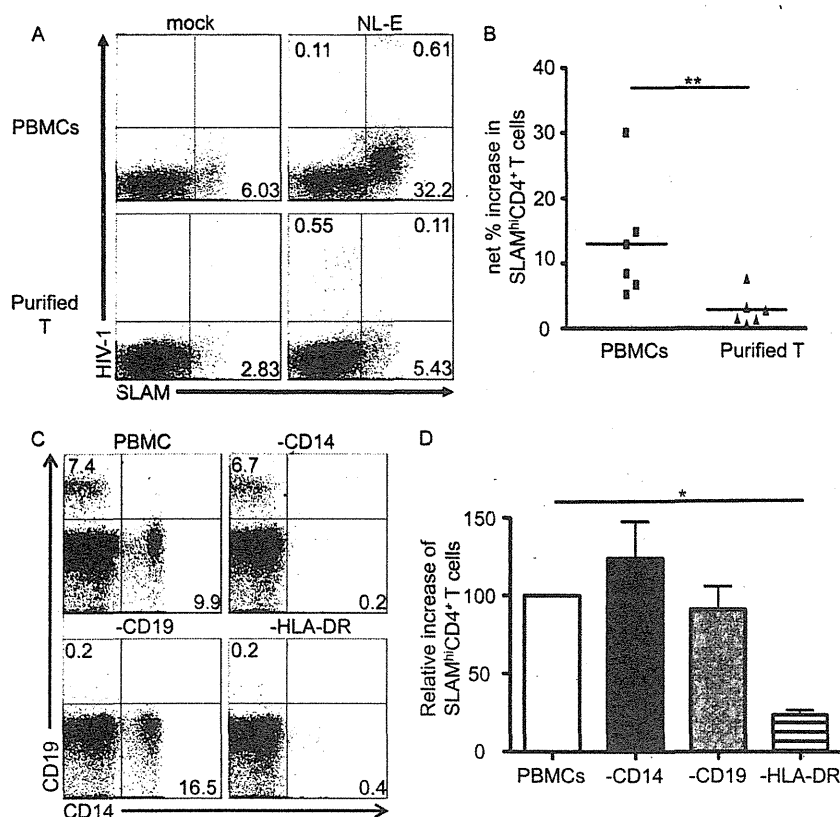 A
mock
NL-E
PBMCs
0.11
0.61
6.03
32.2
Purified
T
0.55
0.11
2.83
5.43
HIV-1
SLAM
B
**
net % increase in
SLAMhiCD4+ T cells
40
30
20
10
0
PBMCs
Purified T
C
PBMC
-CD14
7.4
6.7
9.9
0.2
-CD19
-HLA-DR
0.2
0.2
16.5
0.4
CD19
CD14
D
*
Relative increase of
SLAMhiCD4+ T cells
150
100
50
0
PBMCs
-CD14
-CD19
-HLA-DR